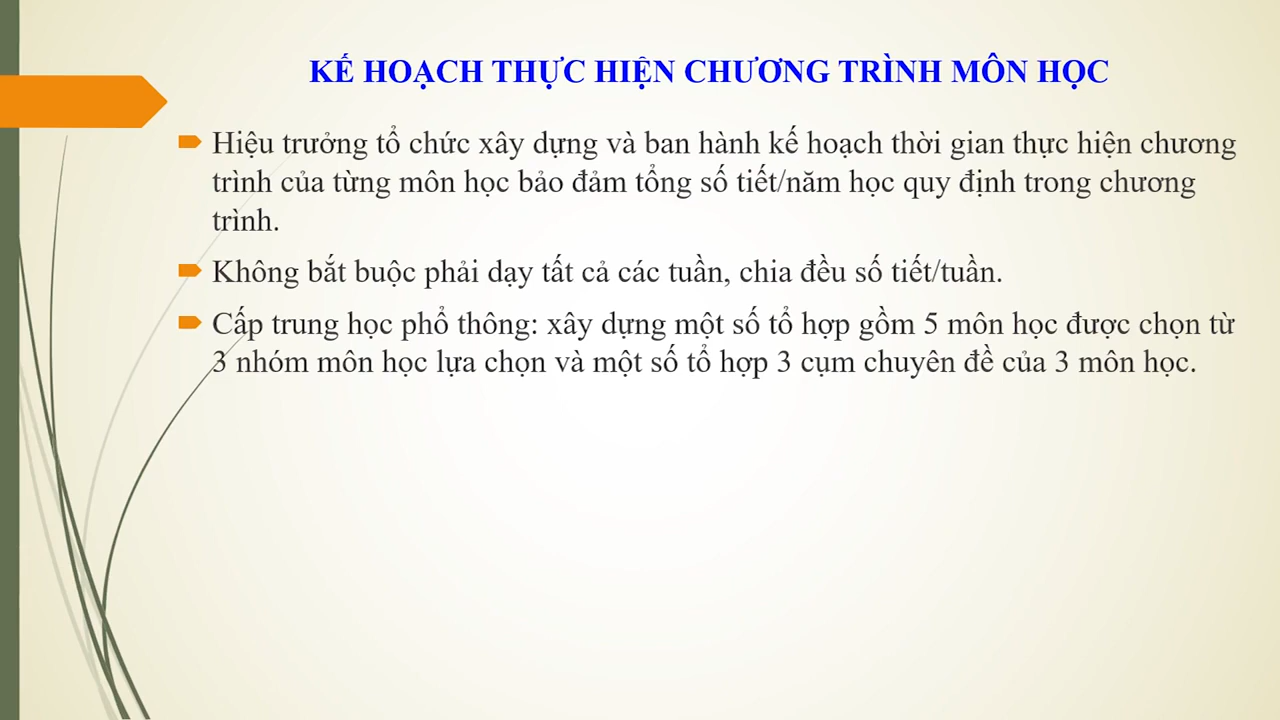 KẾ HOẠCH THỰC HIỆN CHƯƠNG TRÌNH MÔN HỌC
Hiệu trưởng tổ chức xây dựng và ban hành kế hoạch thời gian thực hiện chương
trình của từng môn học bảo đảm tổng số tiết/năm học quy định trong chương
trình.
Không bắt buộc phải dạy tất cả các tuần, chia đều số tiết/tuần.
Cấp trung học phổ thông: xây dựng một số tổ hợp gồm 5 môn học được chọn từ
3 nhóm môn học lựa chọn và một số tổ hợp 3 cụm chuyên đề của 3 môn học.